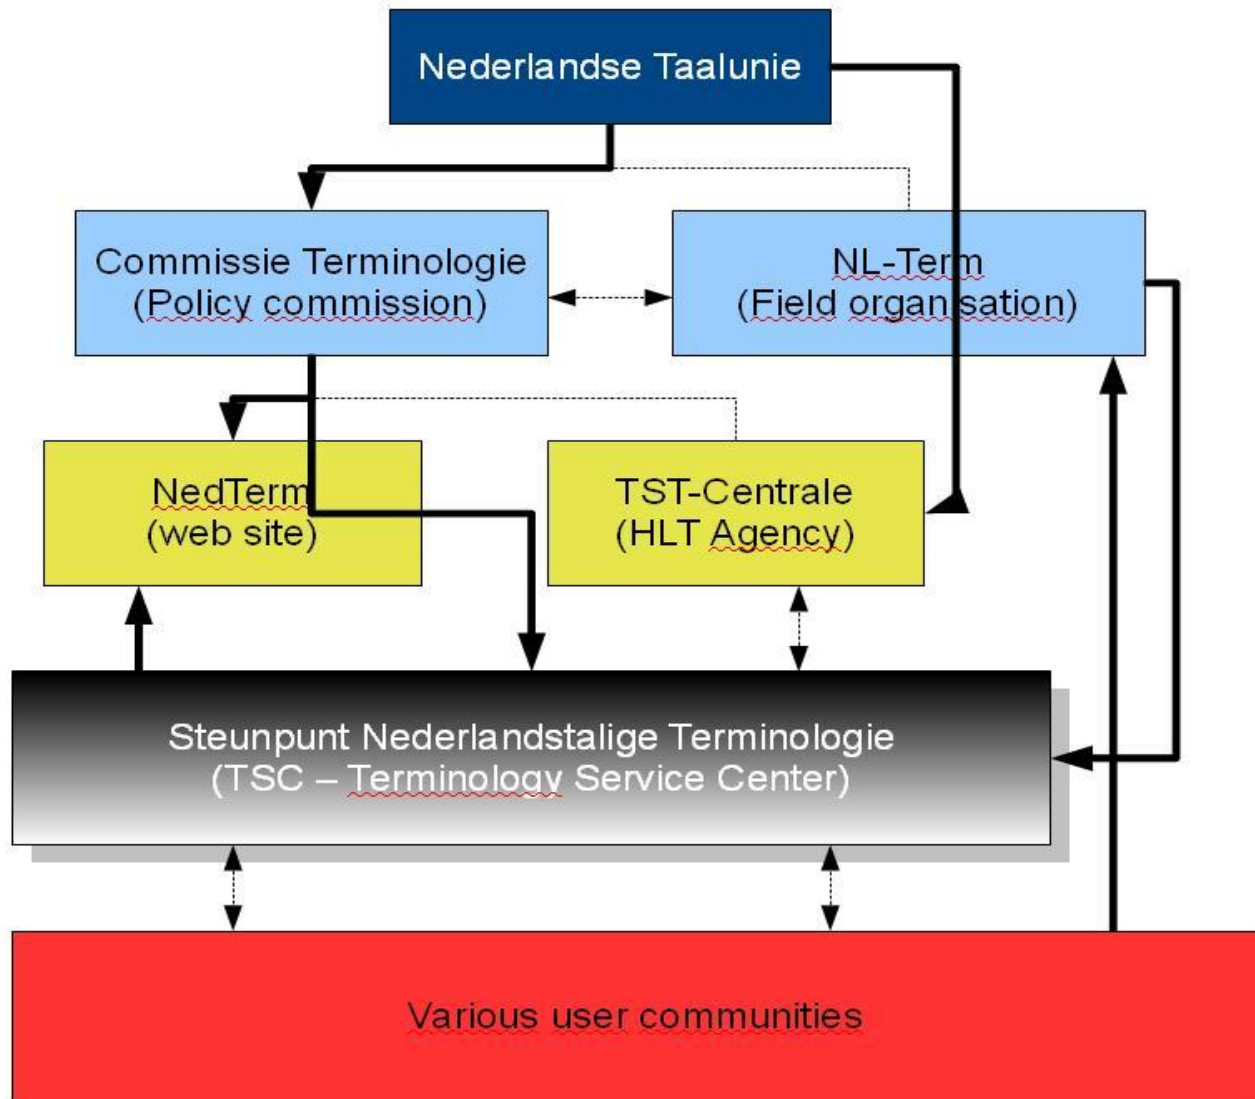 Nederlandse Taalunie
Commissie Terminologie
(Policy commission)
NL-Term
(Field organisation)
NedTerm
(web site)
TST-Centrale
(HLT Agency)
Steunpunt Nederlandstalige Terminologie
(TSC – Terminology Service Center)
Various user communities